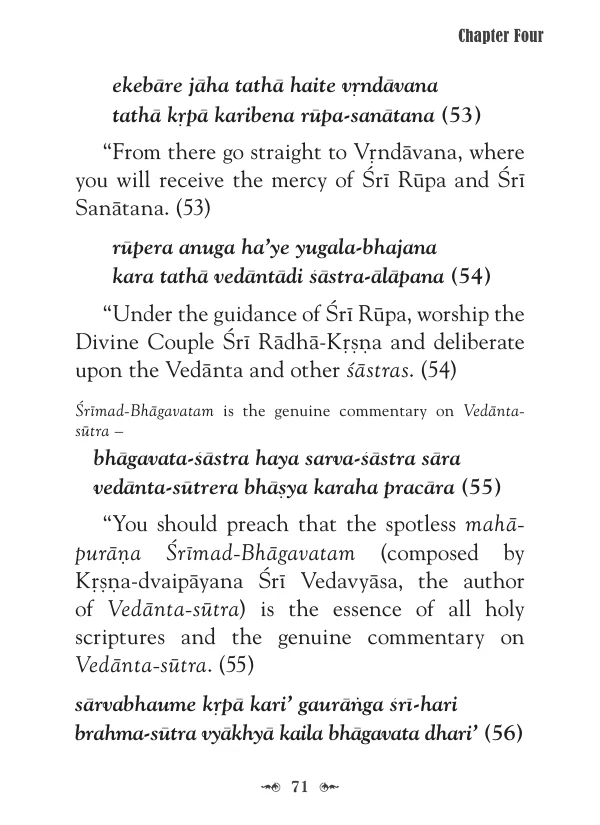 Chapter Four
ekebāre jāha tathā haite vṛndāvana
tathā kṛpā karibena rūpa-sanātana (53)
“From there go straight to Vṛndāvana, where
you will receive the mercy of Śrī Rūpa and Śrī
Sanātana. (53)
rūpera anuga ha’ye yugala-bhajana
kara tathā vedāntādi śāstra-ālāpana (54)
“Under the guidance of Śrī Rūpa, worship the
Divine Couple Śrī Rādhā-Kṛṣṇa and deliberate
upon the Vedānta and other śāstras. (54)
Śrīmad-Bhāgavatam is the genuine commentary on Vedānta-
sūtra –
bhāgavata-śāstra haya sarva-śāstra sāra
vedānta-sūtrera bhāṣya karaha pracāra (55)
“You should preach that the spotless mahā-
purāṇa Śrīmad-Bhāgavatam (composed by
Kṛṣṇa-dvaipāyana Śrī Vedavyāsa, the author
of Vedānta-sūtra) is the essence of all holy
scriptures and the genuine commentary on
Vedānta-sūtra. (55)
sārvabhaume kṛpā kari’ gaurāṅga śrī-hari
brahma-sūtra vyākhyā kaila bhāgavata dhari’ (56)
71